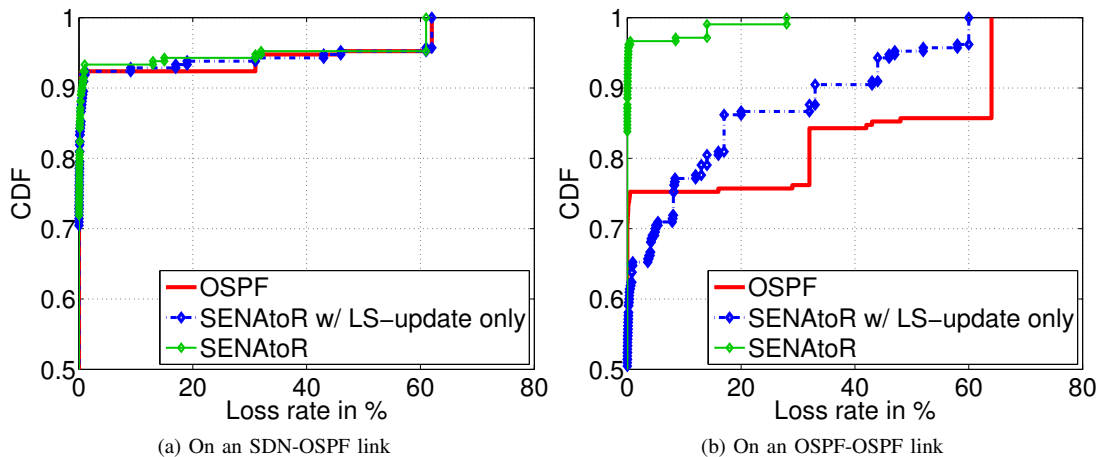 1
0.9
0.8
0.7
0.6
0.5
CDF
OSPF
SENAtoR w/ LS−update only
SENAtoR
0 20 40 60 80
Loss rate in %
(a) On an SDN-OSPF link
1
0.9
0.8
0.7
0.6
0.5
CDF
OSPF
SENAtoR w/ LS−update only
SENAtoR
0 20 40 60 80
Loss rate in %
(b) On an OSPF-OSPF link